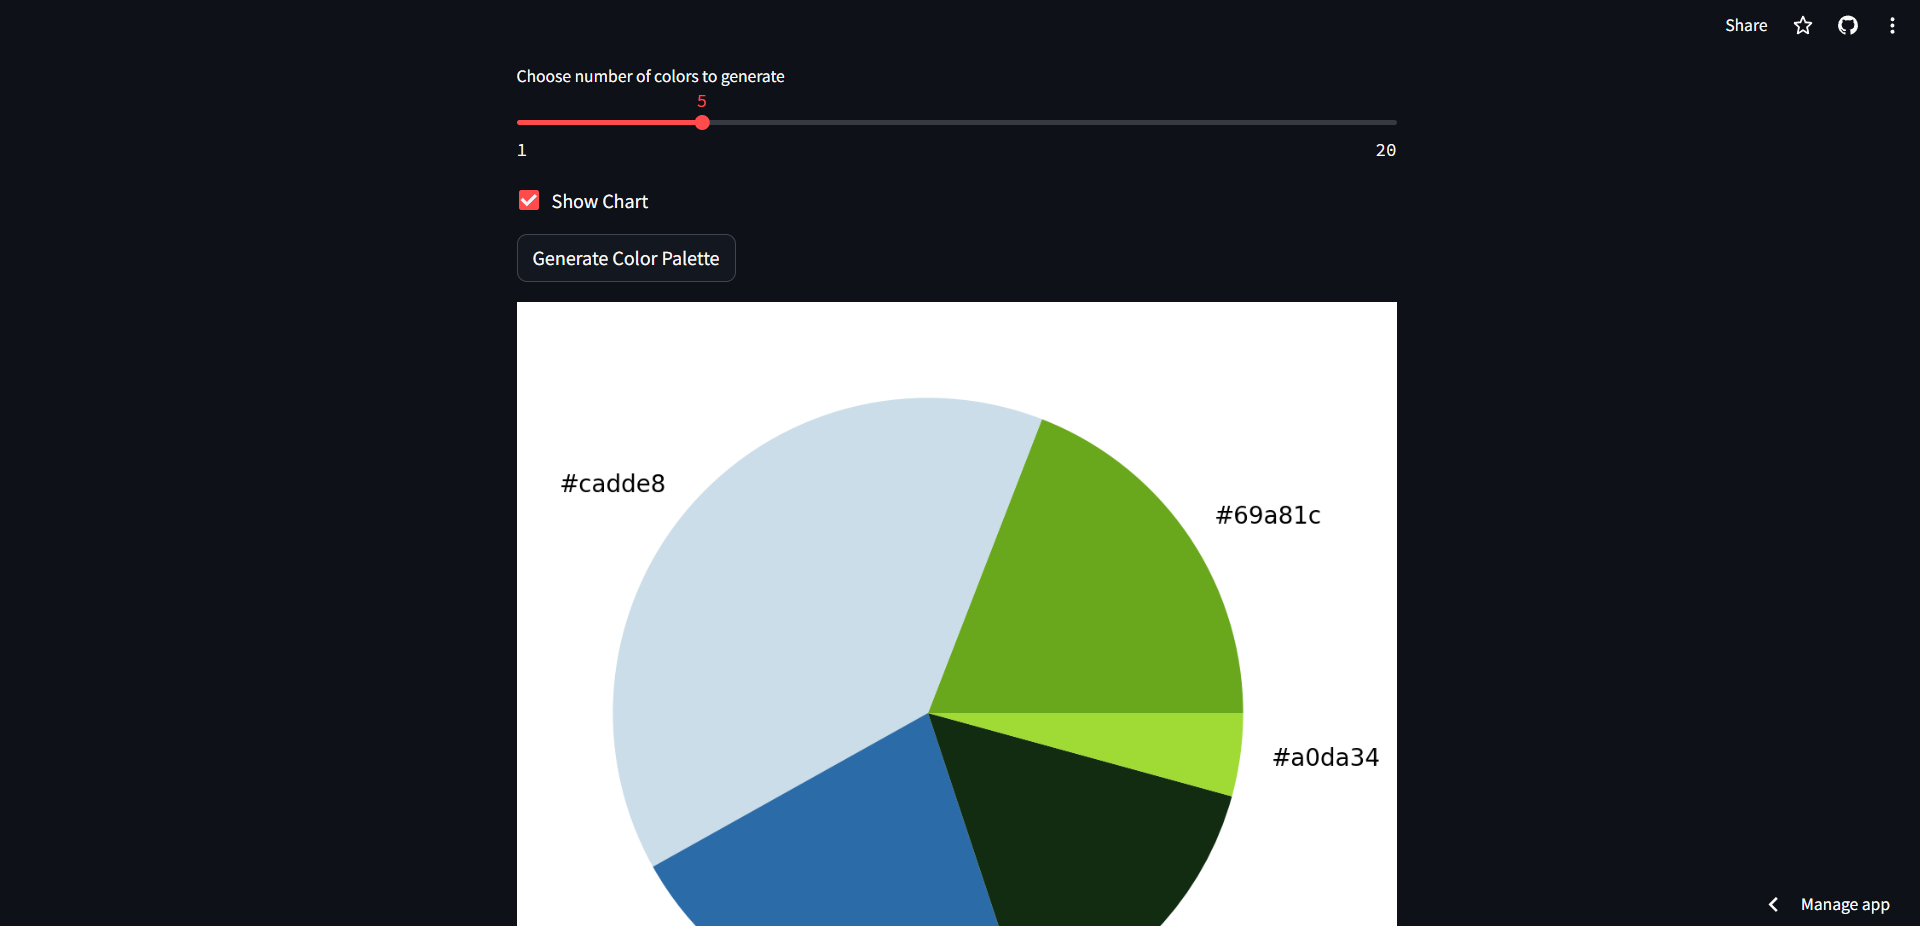 Share
Choose number of colors to generate
5
1
20
Show Chart
Generate Color Palette
#cadde8
#69a81c
#a0da34
Manage app